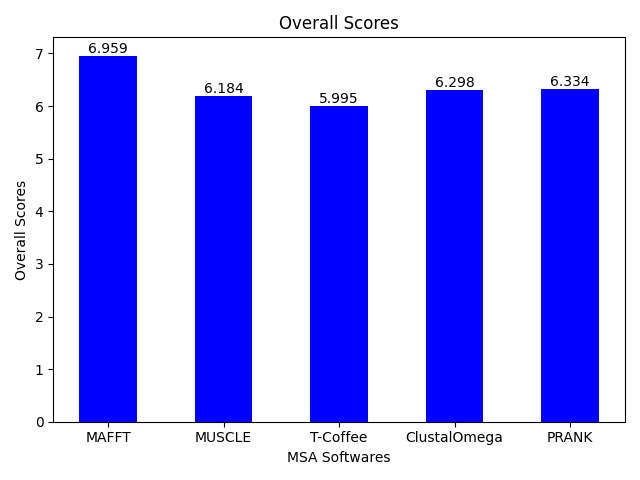 Overall Scores
Overall Scores
7
6
5
4
3
2
1
0
6.959
6.184
5.995
6.298
6.334
MAFFT
MUSCLE
T-Coffee
ClustalOmega
PRANK
MSA Softwares